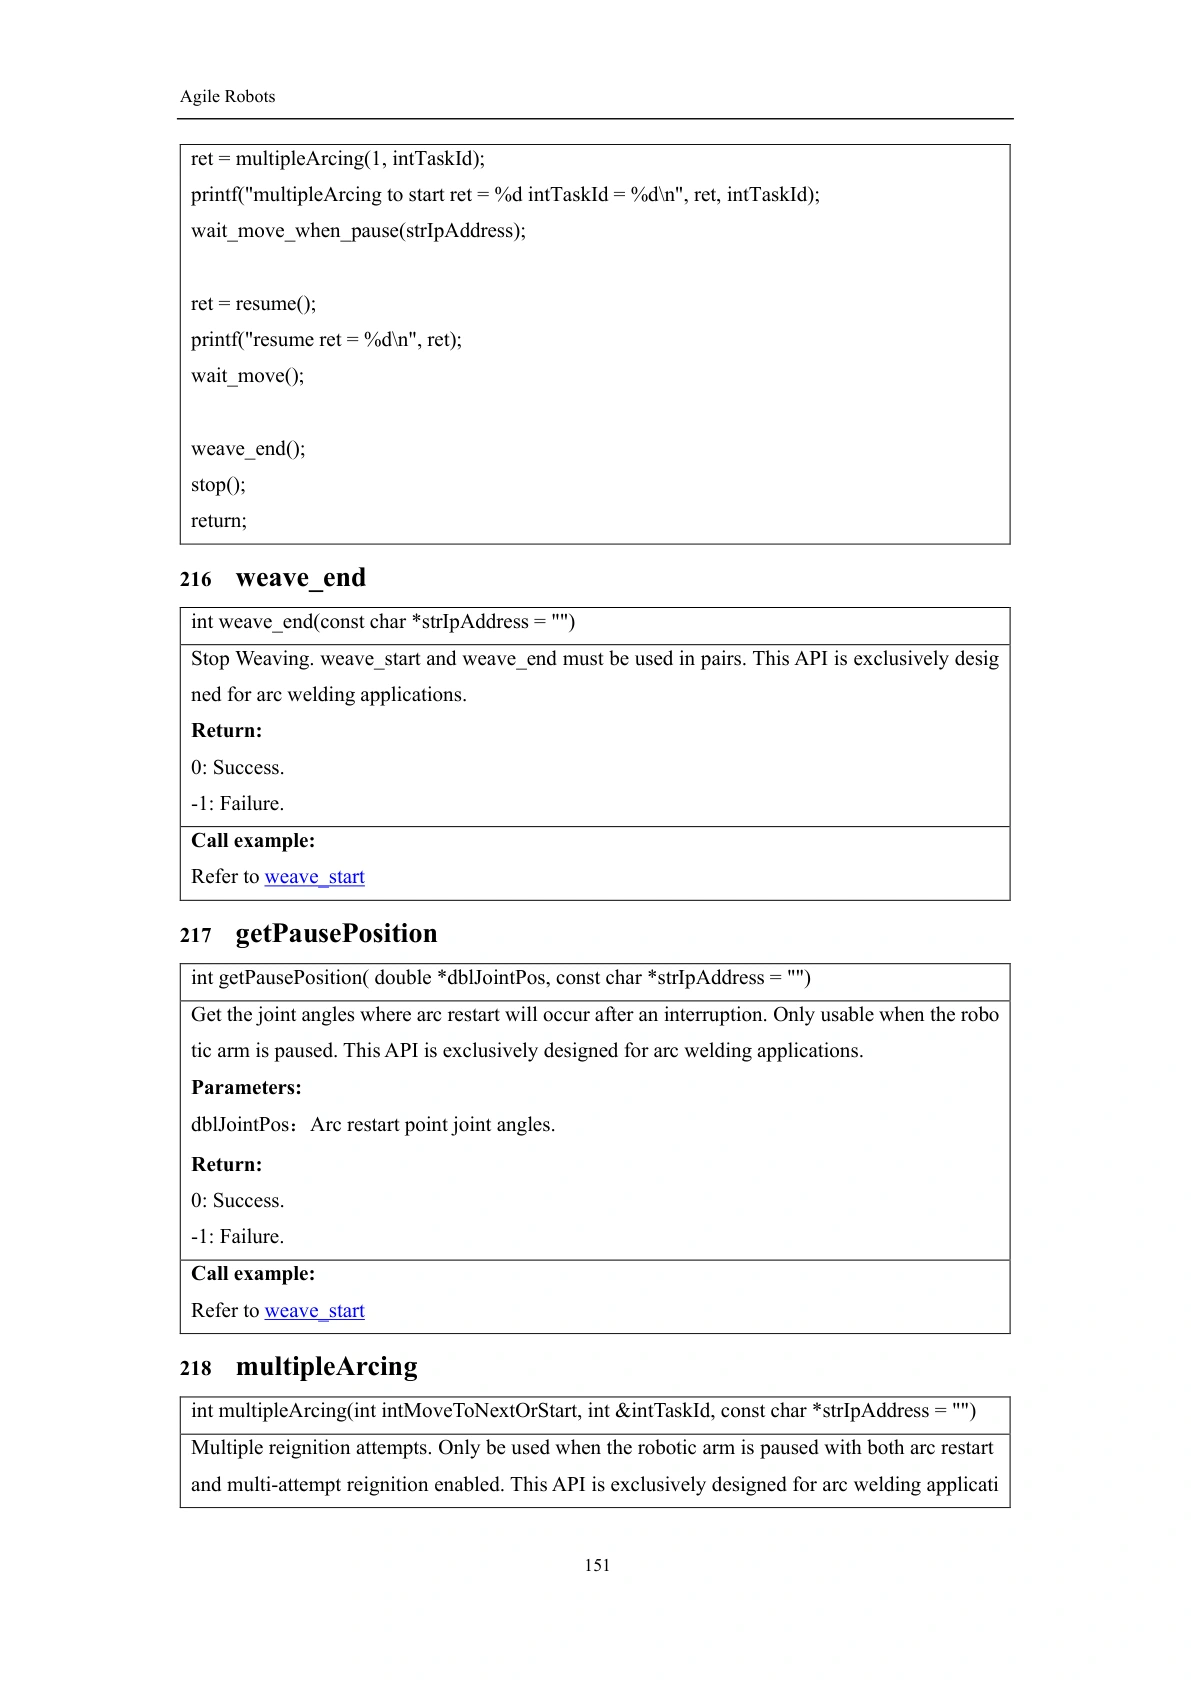 Agile Robots
ret = multipleArcing(1, intTaskId);
printf("multipleArcing to start ret = %d intTaskId = %d\n", ret, intTaskId);
wait_move_when_pause(strIpAddress);
ret = resume();
printf("resume ret = %d\n", ret);
wait_move();
weave_end();
stop();
return;
216 weave_end
int weave_end(const char *strIpAddress = "")
Stop Weaving. weave_start and weave_end must be used in pairs. This API is exclusively desig
ned for arc welding applications.
Return:
0: Success.
-1: Failure.
Call example:
Refer to weave_start
217 getPausePosition
int getPausePosition( double *dblJointPos, const char *strIpAddress = "")
Get the joint angles where arc restart will occur after an interruption. Only usable when the robo
tic arm is paused. This API is exclusively designed for arc welding applications.
Parameters:
dblJointPos：Arc restart point joint angles.
Return:
0: Success.
-1: Failure.
Call example:
Refer to weave_start
218 multipleArcing
int multipleArcing(int intMoveToNextOrStart, int &intTaskId, const char *strIpAddress = "")
Multiple reignition attempts. Only be used when the robotic arm is paused with both arc restart
and multi-attempt reignition enabled. This API is exclusively designed for arc welding applicati
151